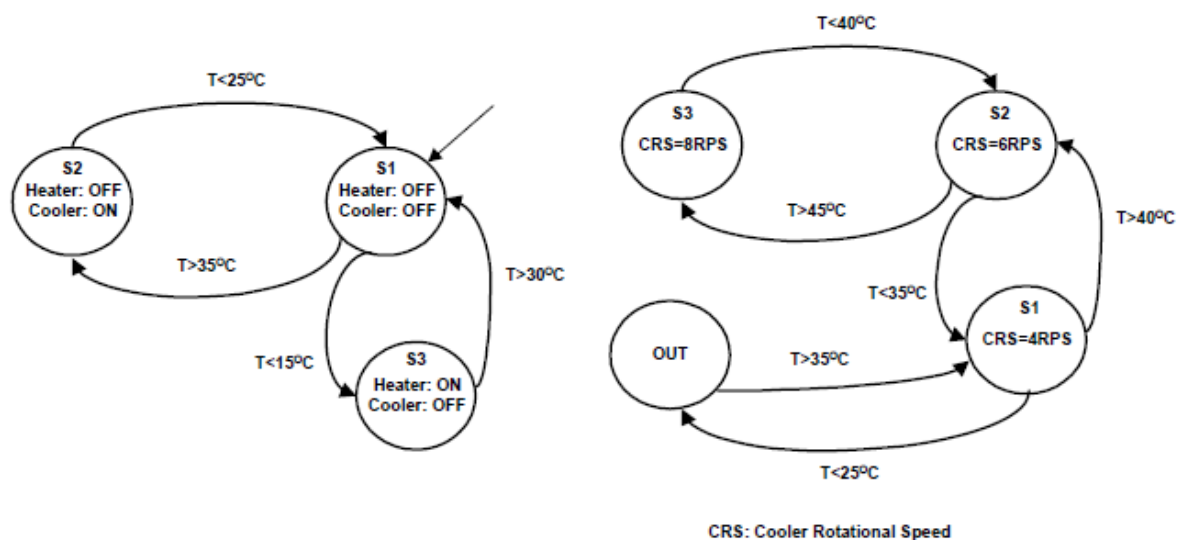 T<25ºC
S2
Heater: OFF
Cooler: ON
S1
Heater: OFF
Cooler: OFF
T>35ºC
T>30ºC
T<15ºC
S3
Heater: ON
Cooler: OFF
T<40ºC
S3
CRS=8RPS
S2
CRS=6RPS
T>45ºC
T>40ºC
T<35ºC
S1
CRS=4RPS
OUT
T>35ºC
T<25ºC
CRS: Cooler Rotational Speed